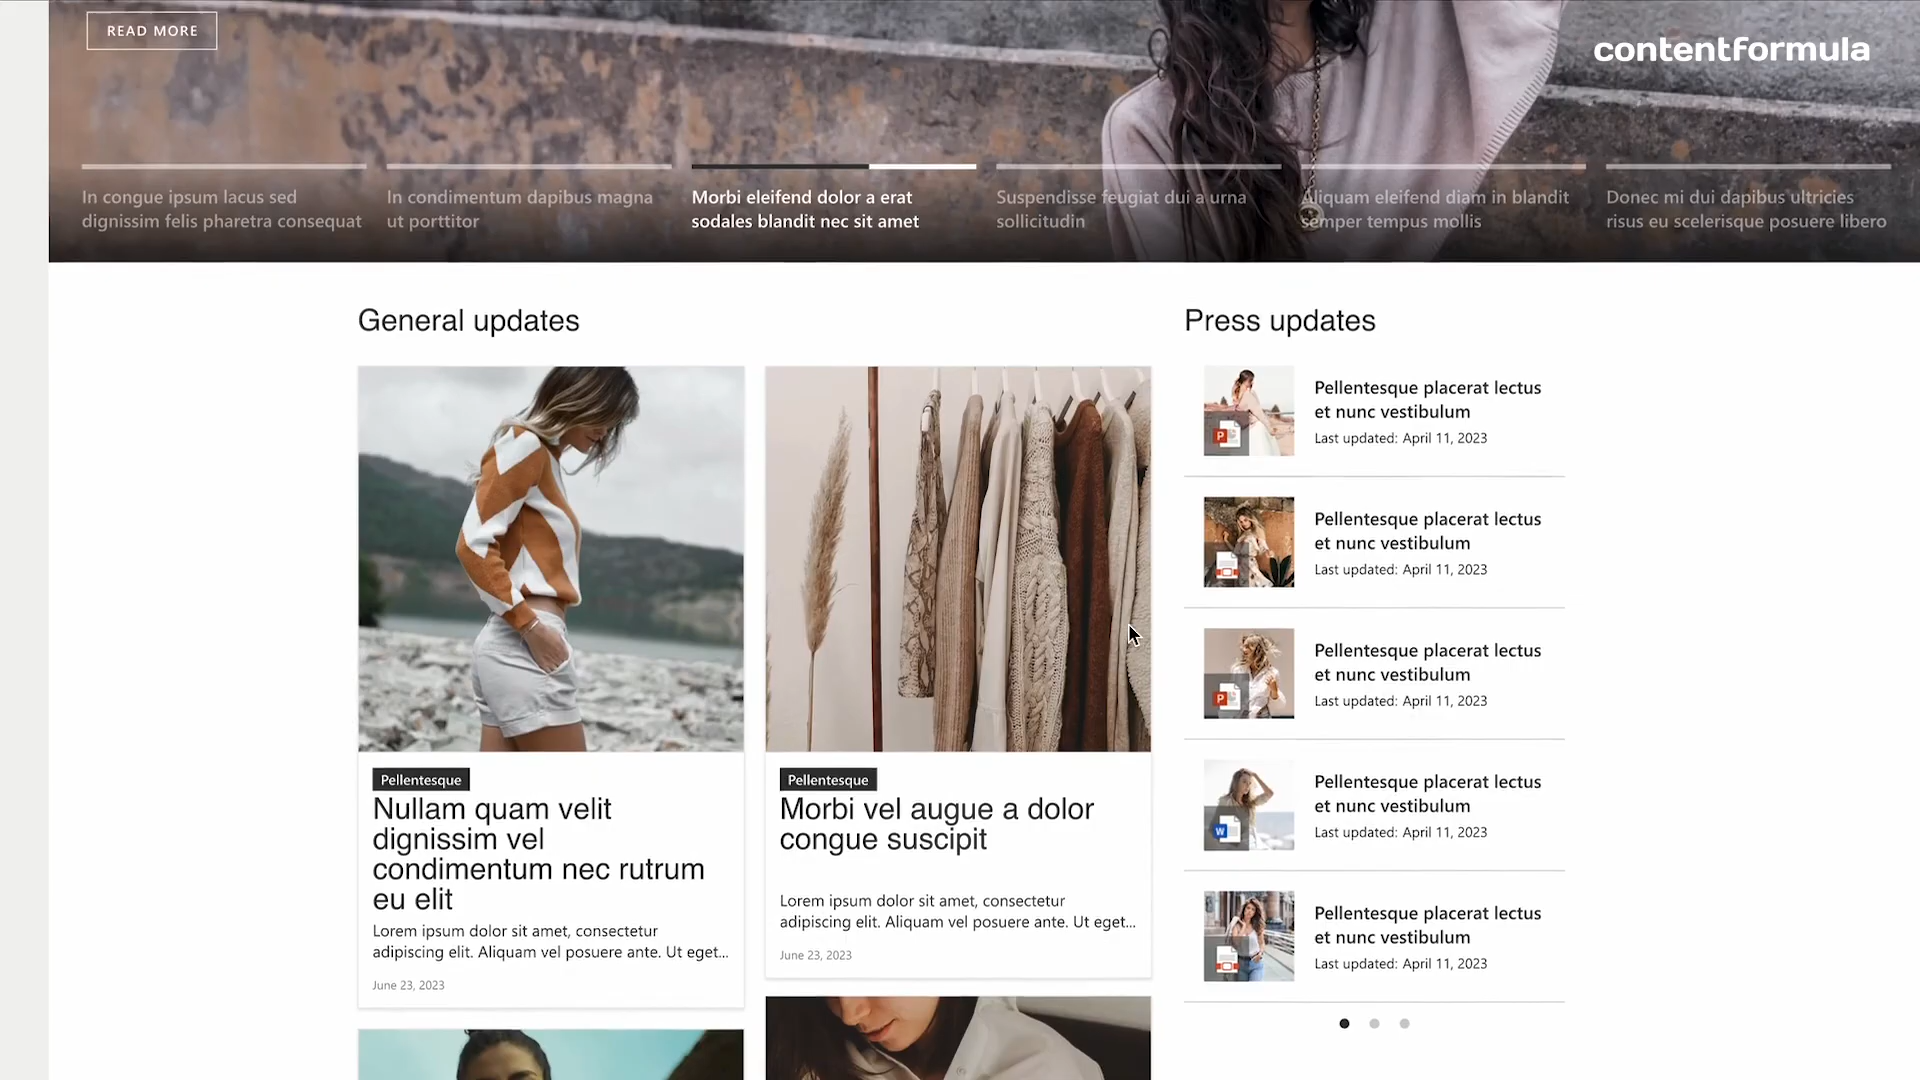 READ MORE
contentformula
In congue ipsum lacus sed
dignissim felis pharetra consequat
In condimentum dapibus magna
ut porttitor
Morbi eleifend dolor a erat
sodales blandit nec sit amet
Suspendisse feugiat dui a urna
sollicitudin
Aliquam eleifend diam in blandit
semper tempus mollis
Donec mi dui dapibus ultricies
risus eu scelerisque posuere libero
General updates
Pellentesque
Nullam quam velit
dignissim vel
condimentum nec rutrum
eu elit
Lorem ipsum dolor sit amet, consectetur
adipiscing elit. Aliquam vel posuere ante. Ut eget...
June 23, 2023
Pellentesque
Morbi vel augue a dolor
congue suscipit
Lorem ipsum dolor sit amet, consectetur
adipiscing elit. Aliquam vel posuere ante. Ut eget...
June 23, 2023
Press updates
P
Pellentesque placerat lectus
et nunc vestibulum
Last updated: April 11, 2023
Pellentesque placerat lectus
et nunc vestibulum
Last updated: April 11, 2023
P
Pellentesque placerat lectus
et nunc vestibulum
Last updated: April 11, 2023
W
Pellentesque placerat lectus
et nunc vestibulum
Last updated: April 11, 2023
Pellentesque placerat lectus
et nunc vestibulum
Last updated: April 11, 2023